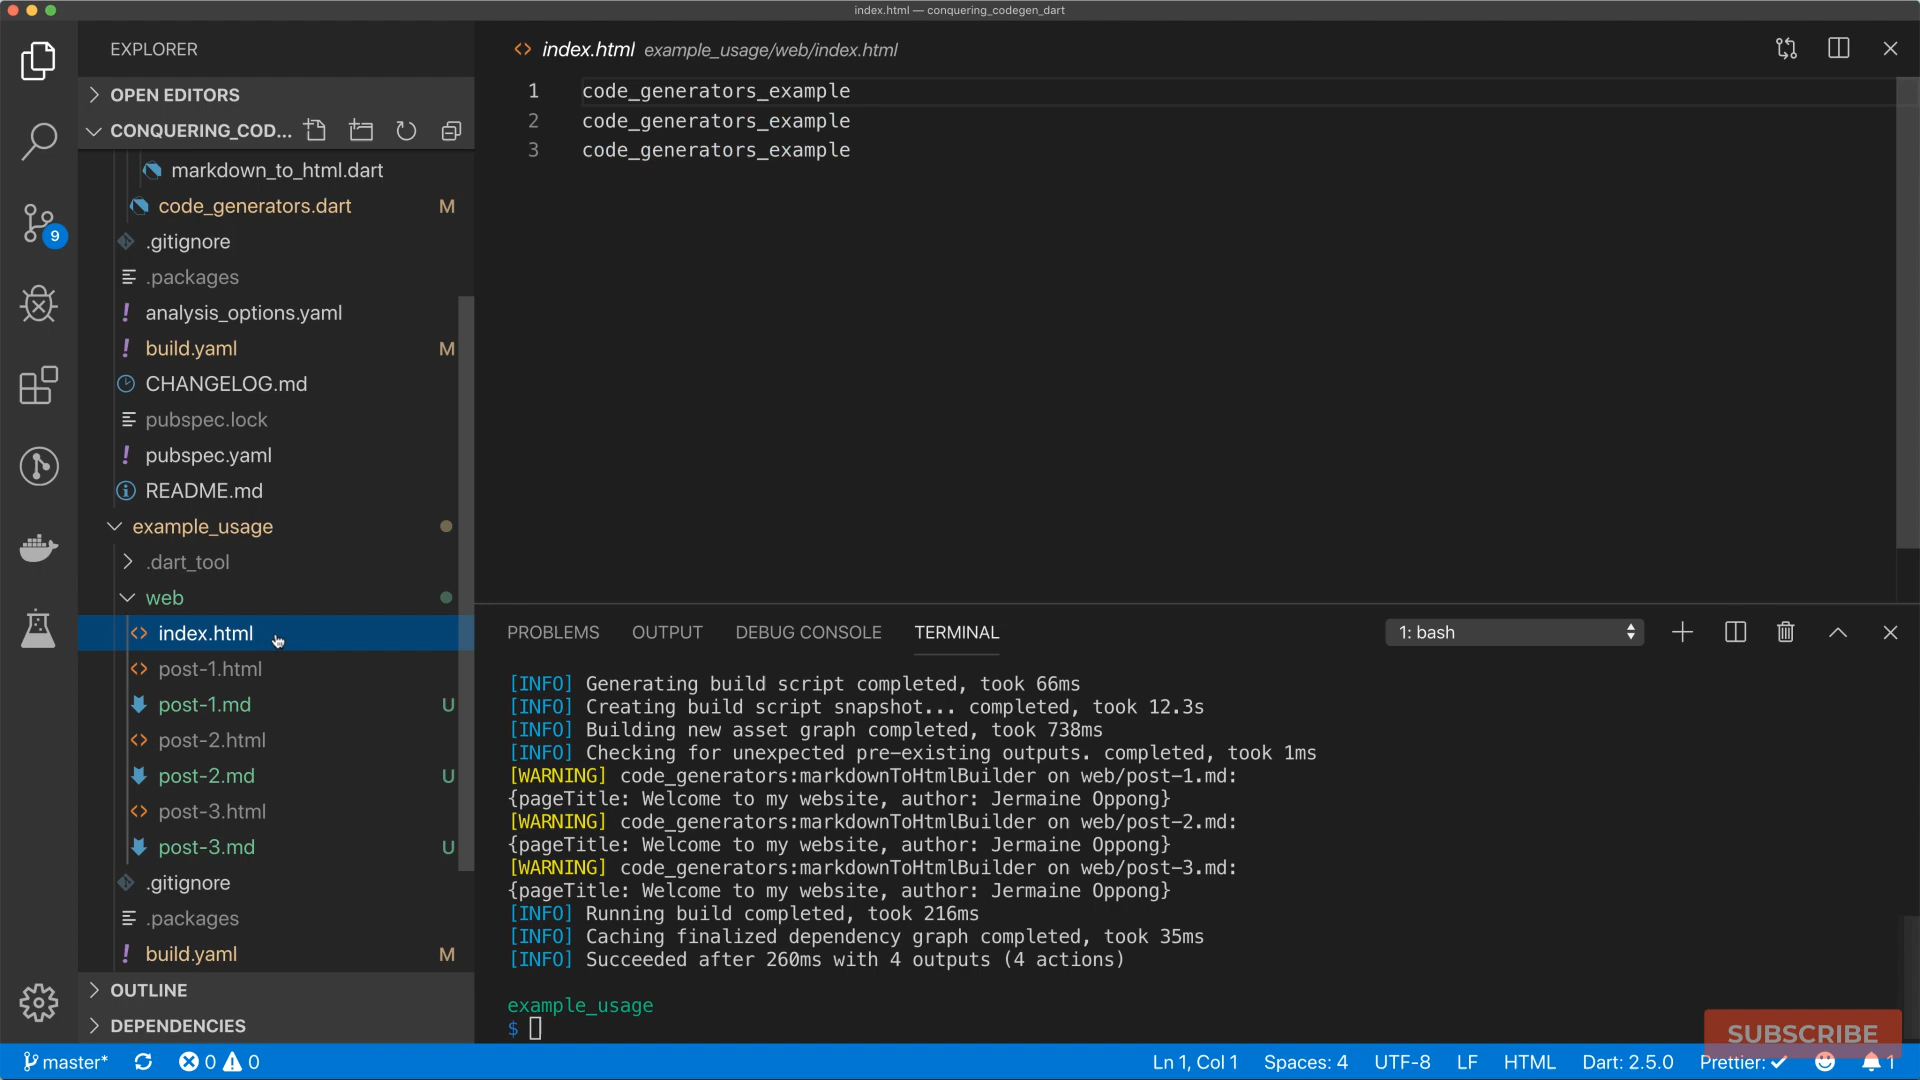 index.html — conquering_codegen_dart
EXPLORER
OPEN EDITORS
CONQUERING_COD...
markdown_to_html.dart
code_generators.dart M
.gitignore
.packages
analysis_options.yaml
build.yaml M
CHANGELOG.md
pubspec.lock
pubspec.yaml
README.md
example_usage
.dart_tool
web
index.html
post-1.html
post-1.md U
post-2.html
post-2.md U
post-3.html
post-3.md U
.gitignore
.packages
build.yaml M
OUTLINE
DEPENDENCIES
9
index.html example_usage/web/index.html
1 code_generators_example
2 code_generators_example
3 code_generators_example
PROBLEMS OUTPUT DEBUG CONSOLE TERMINAL 1: bash
[INFO] Generating build script completed, took 66ms
[INFO] Creating build script snapshot... completed, took 12.3s
[INFO] Building new asset graph completed, took 738ms
[INFO] Checking for unexpected pre-existing outputs. completed, took 1ms
[WARNING] code_generators:markdownToHtmlBuilder on web/post-1.md:
{pageTitle: Welcome to my website, author: Jermaine Oppong}
[WARNING] code_generators:markdownToHtmlBuilder on web/post-2.md:
{pageTitle: Welcome to my website, author: Jermaine Oppong}
[WARNING] code_generators:markdownToHtmlBuilder on web/post-3.md:
{pageTitle: Welcome to my website, author: Jermaine Oppong}
[INFO] Running build completed, took 216ms
[INFO] Caching finalized dependency graph completed, took 35ms
[INFO] Succeeded after 260ms with 4 outputs (4 actions)
example_usage
$
SUBSCRIBE
master* 0 0 Ln 1, Col 1 Spaces: 4 UTF-8 LF HTML Dart: 2.5.0 Prettier: ✓ 1